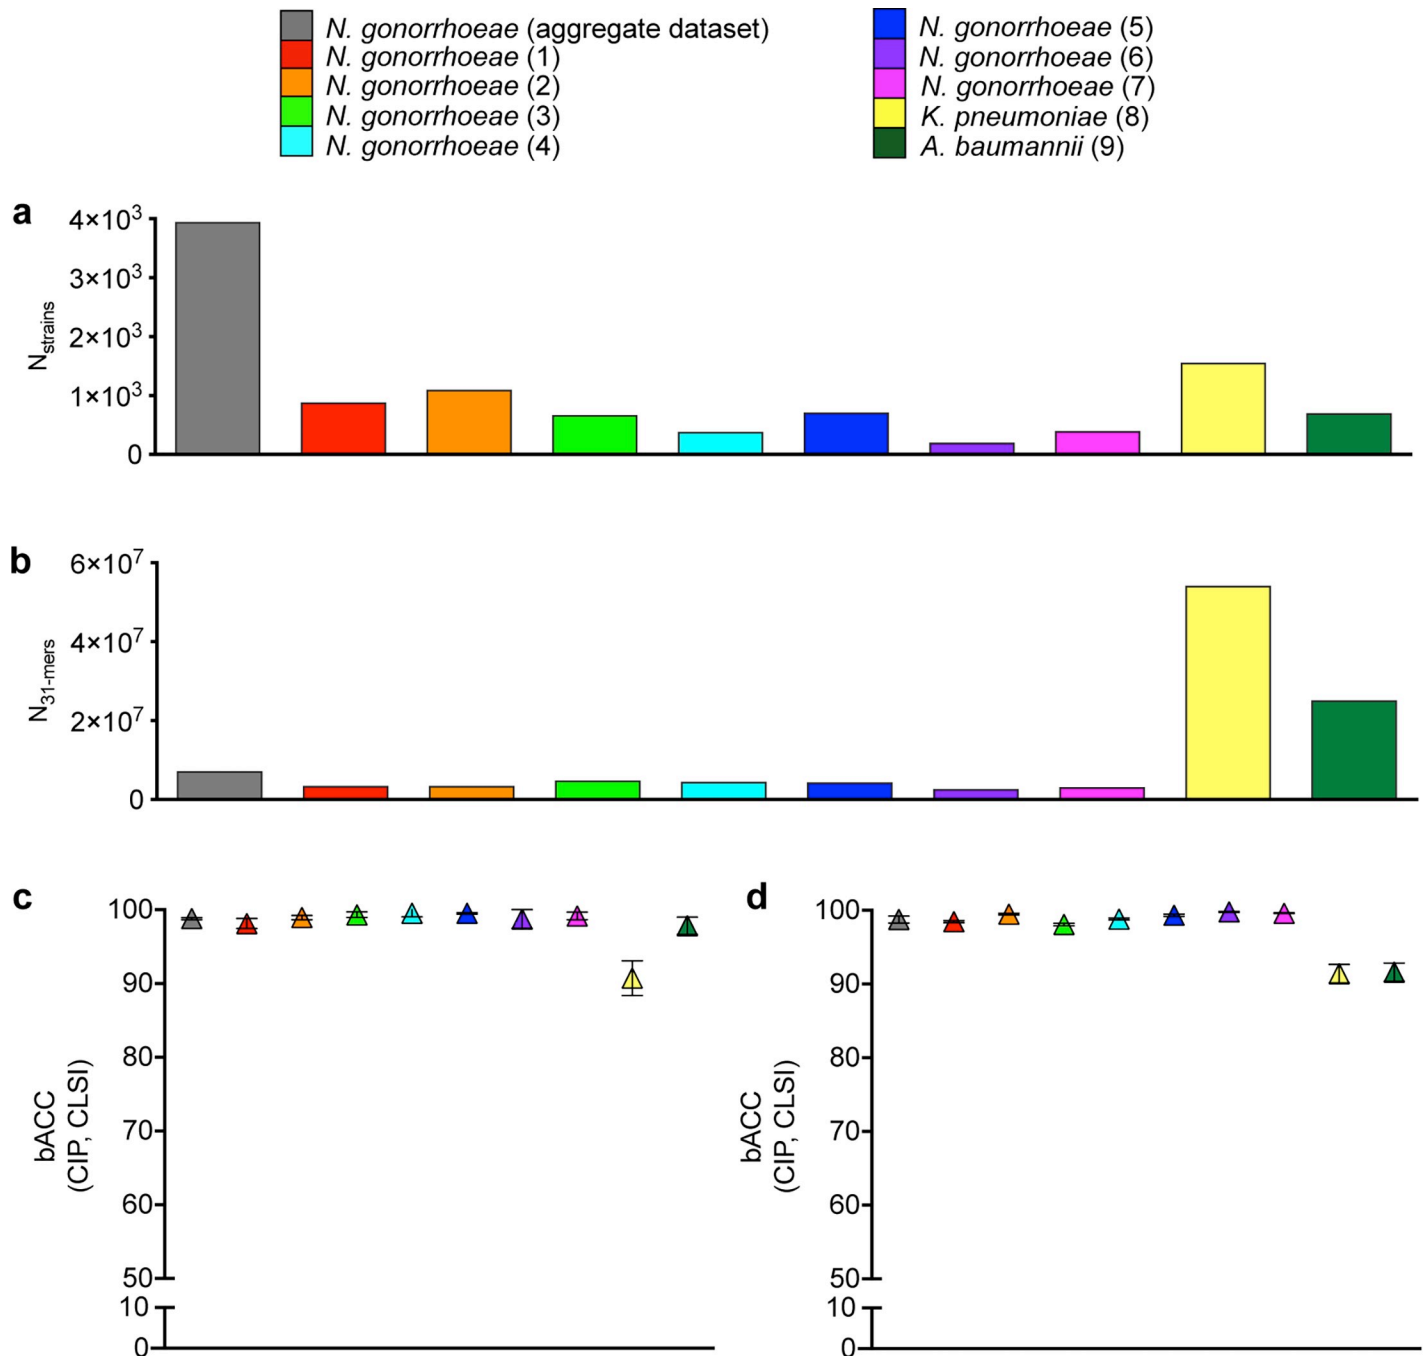 N. gonorrhoeae (aggregate dataset)
N. gonorrhoeae (1)
N. gonorrhoeae (2)
N. gonorrhoeae (3)
N. gonorrhoeae (4)
N. gonorrhoeae (5)
N. gonorrhoeae (6)
N. gonorrhoeae (7)
K. pneumoniae (8)
A. baumannii (9)
a
4×10³
3×10³
2×10³
1×10³
0
Nstrains
b
6×10⁷
4×10⁷
2×10⁷
0
N31-mers
c
100
90
80
70
60
50
10
0
bACC
(CIP, CLSI)
d
100
90
80
70
60
50
10
0
bACC
(CIP, CLSI)